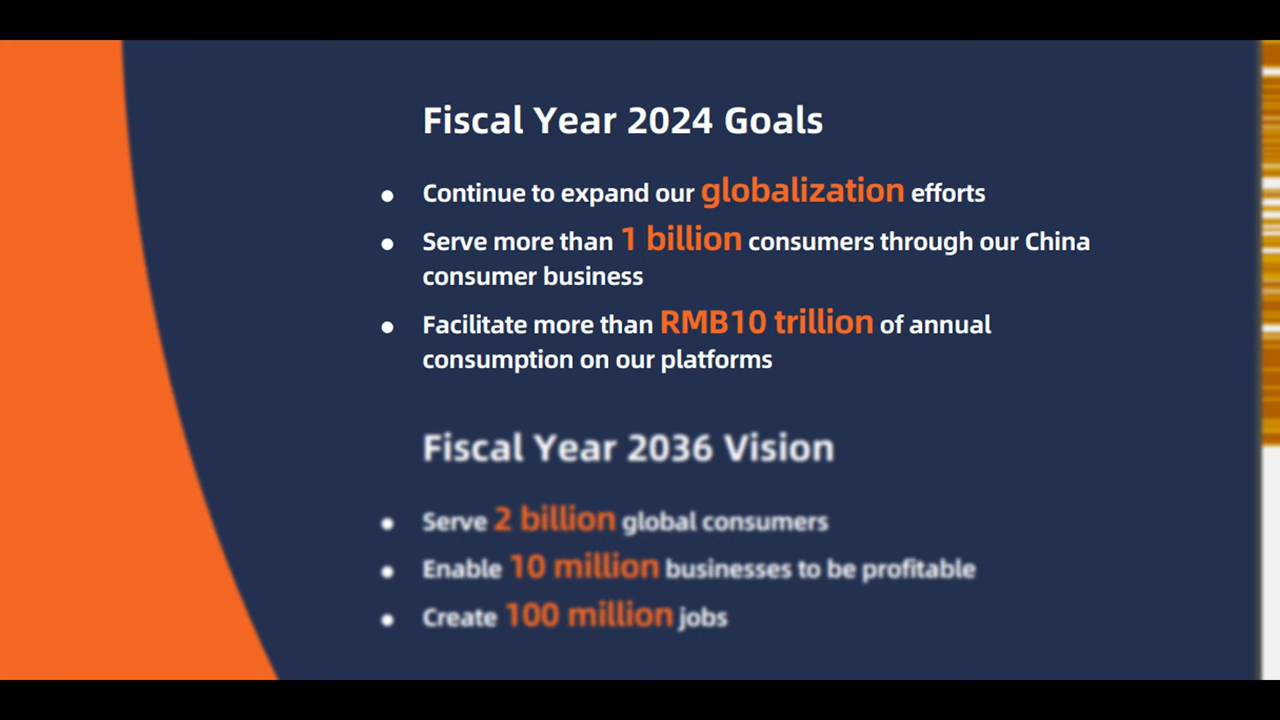 Fiscal Year 2024 Goals
• Continue to expand our globalization efforts
• Serve more than 1 billion consumers through our China
consumer business
• Facilitate more than RMB10 trillion of annual
consumption on our platforms
Fiscal Year 2036 Vision
• Serve 2 billion global consumers
• Enable 10 million businesses to be profitable
• Create 100 million jobs